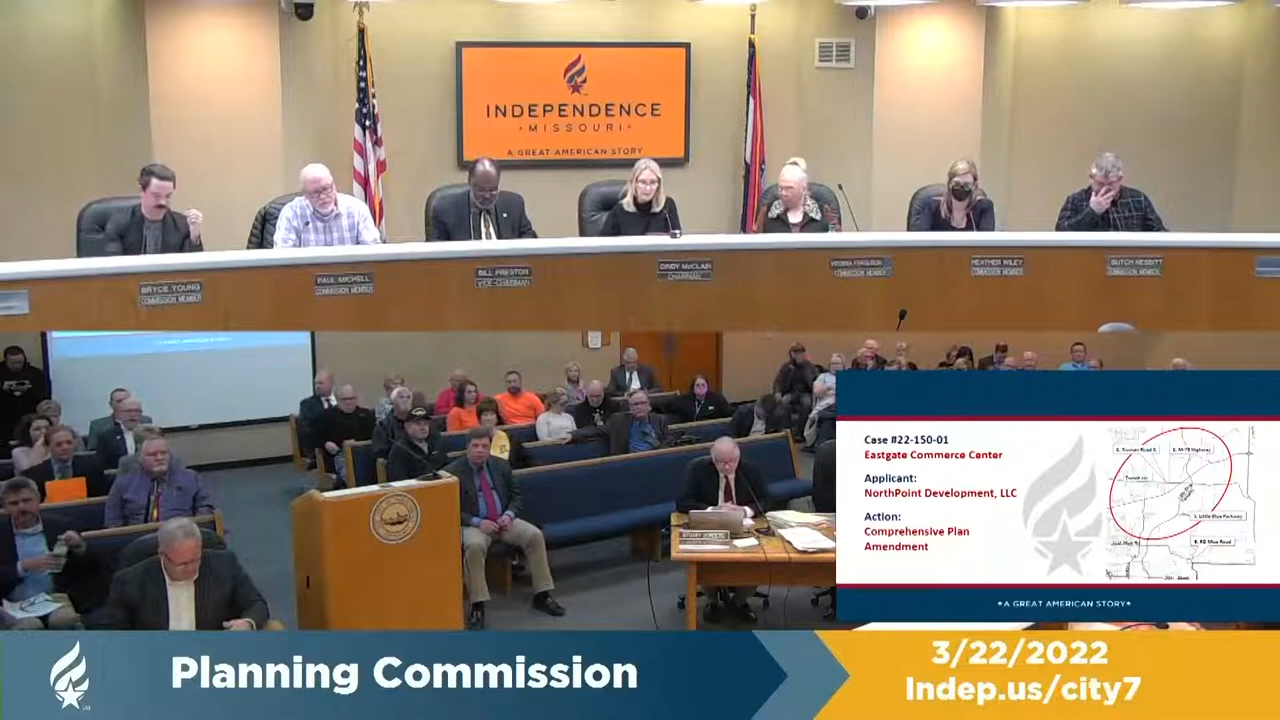 INDEPENDENCE
MISSOURI
A GREAT AMERICAN STORY
BRYCE YOUNG
COMMISSION MEMBER
PAUL MICHELL
COMMISSION MEMBER
BILL PRESTON
VICE-CHAIRMAN
CINDY McCLAIN
CHAIRMAN
VIRGINIA FERGUSON
COMMISSION MEMBER
HEATHER WILEY
COMMISSION MEMBER
BUTCH NESBITT
COMMISSION MEMBER
Case #22-150-01
Eastgate Commerce Center
Applicant:
NorthPoint Development, LLC
Action:
Comprehensive Plan
Amendment
E. Truman Road
E. M-78 Highway
S. Little Blue Parkway
E. RD Mize Road
*A GREAT AMERICAN STORY*
Planning Commission
3/22/2022
Indep.us/city7